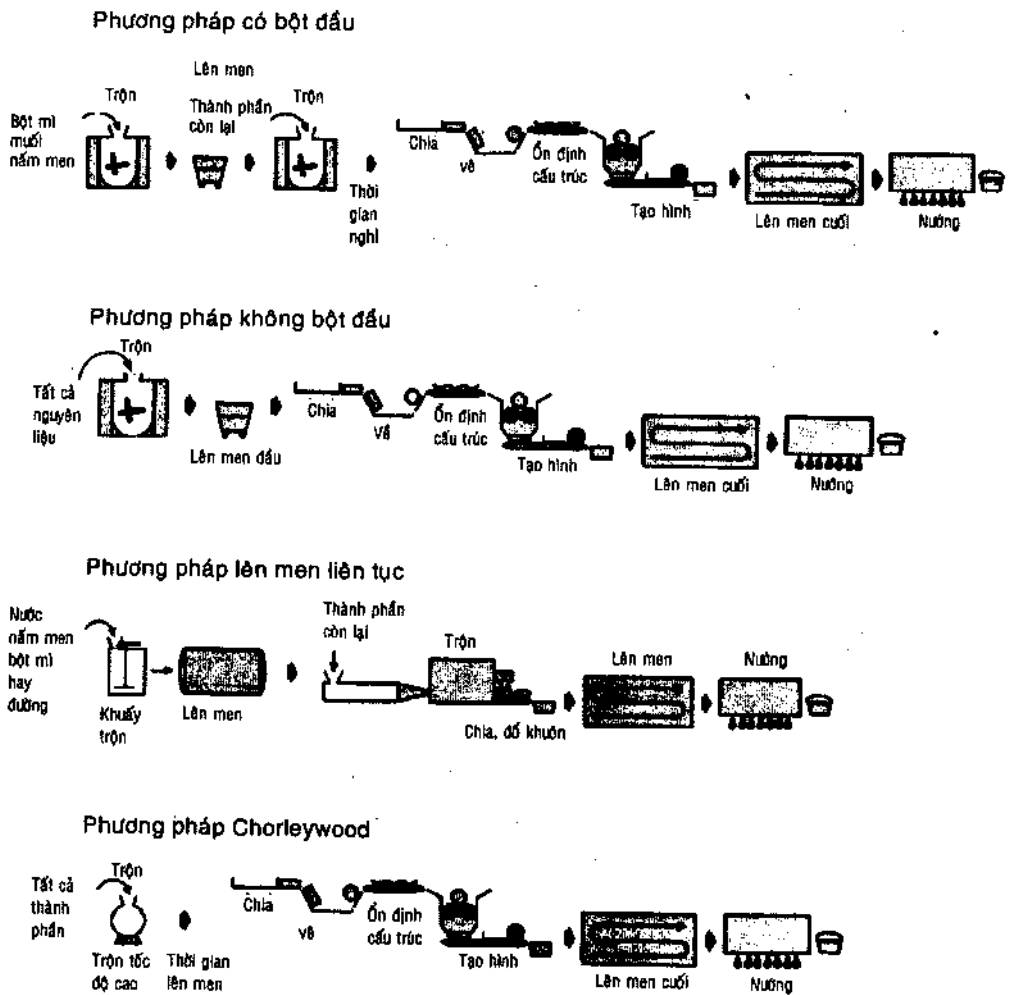 Phương pháp có bột đầu
Lên men
Trộn
Thành phần
còn lại
Trộn
Bột mì
muối
nấm men
Thời
gian
nghỉ
Chia
vê
Ổn định
cấu trúc
Tạo hình
Lên men cuối
Nướng
Phương pháp không bột đầu
Trộn
Tất cả
nguyên
liệu
Lên men đầu
Chia
Vê
Ổn định
cấu trúc
Tạo hình
Lên men cuối
Nướng
Phương pháp lên men liên tục
Nước
nấm men
bột mì
hay
đường
Khuấy
trộn
Lên men
Thành phần
còn lại
Trộn
Chia, đổ khuôn
Lên men
Nướng
Phương pháp Chorleywood
Tất cả
thành
phần
Trộn
Trộn tốc
độ cao
Thời gian
lên men
Chia
vê
Ổn định
cấu trúc
Tạo hình
Lên men cuối
Nướng